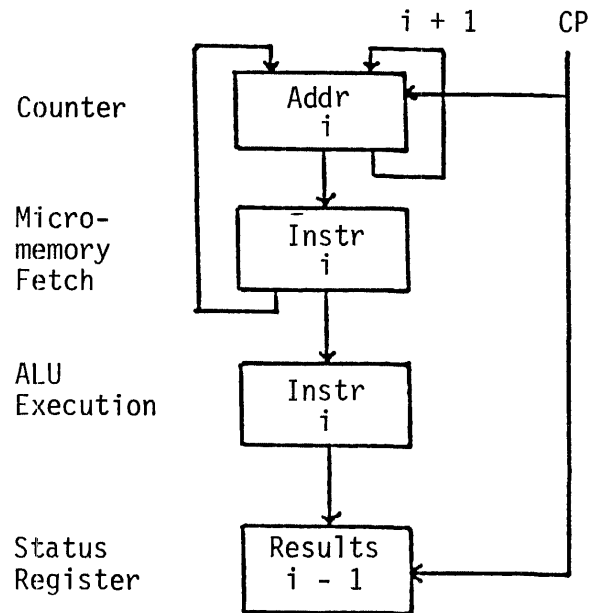 i + 1
CP
Counter
Addr
i
Micro-
memory
Fetch
Instr
i
ALU
Execution
Instr
i
Status
Register
Results
i - 1